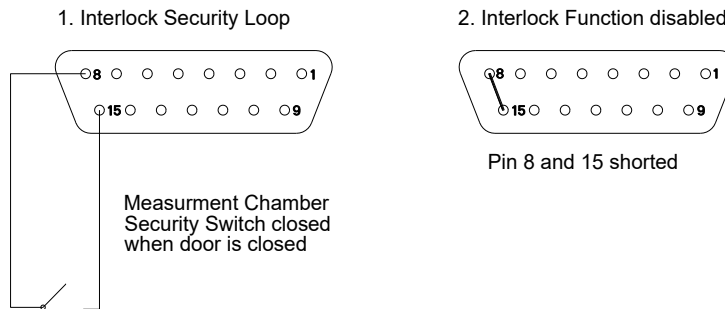 1. Interlock Security Loop
2. Interlock Function disabled
8
1
15
9
8
1
15
9
Measurment Chamber
Security Switch closed
when door is closed
Pin 8 and 15 shorted